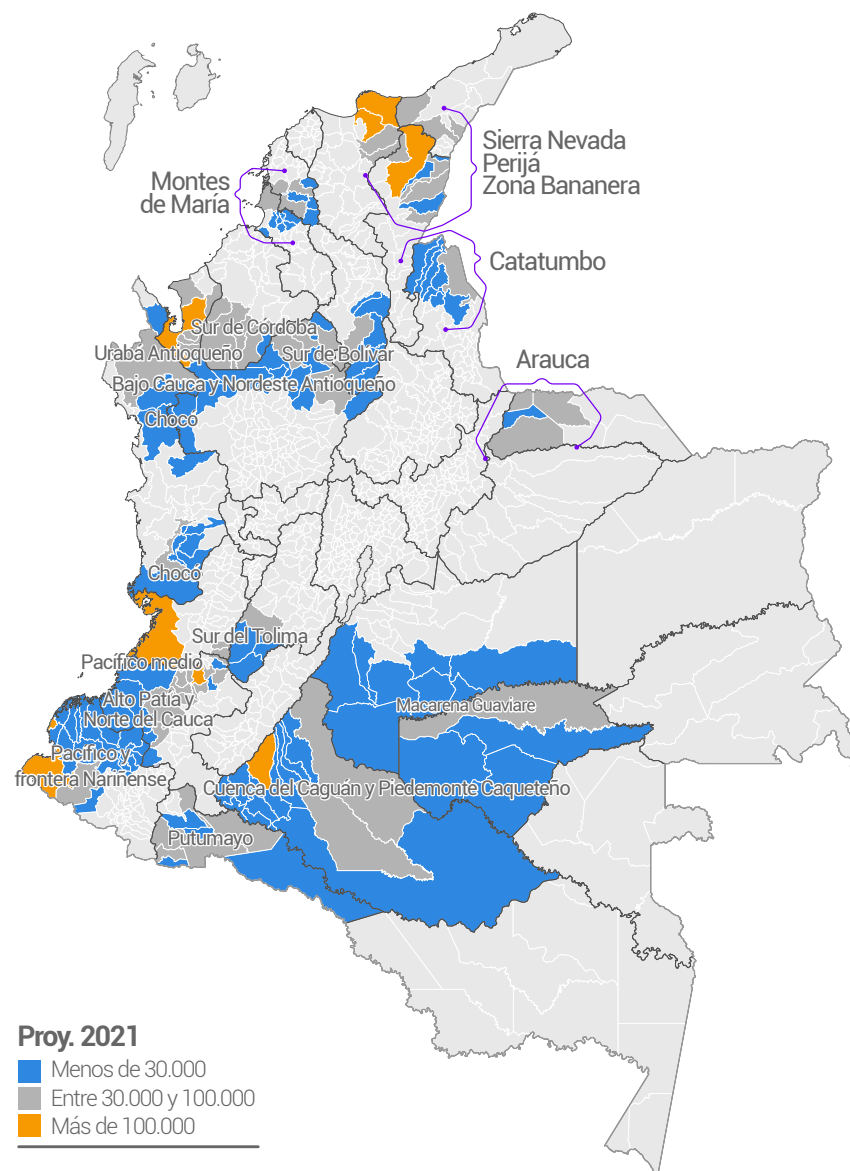 Sierra Nevada
Perijá
Zona Bananera
Montes
de María
Catatumbo
Sur de Córdoba
Urabá Antioqueño
Sur de Bolívar
Arauca
Bajo Cauca y Nordeste Antioqueño
Chocó
Chocó
Sur del Tolima
Pacífico medio
Alto Patía y
Norte del Cauca
Macarena Guaviare
Pacífico y
frontera Nariñense
Cuenca del Caguán y Piedemonte Caqueteño
Putumayo
Proy. 2021
Menos de 30.000
Entre 30.000 y 100.000
Más de 100.000